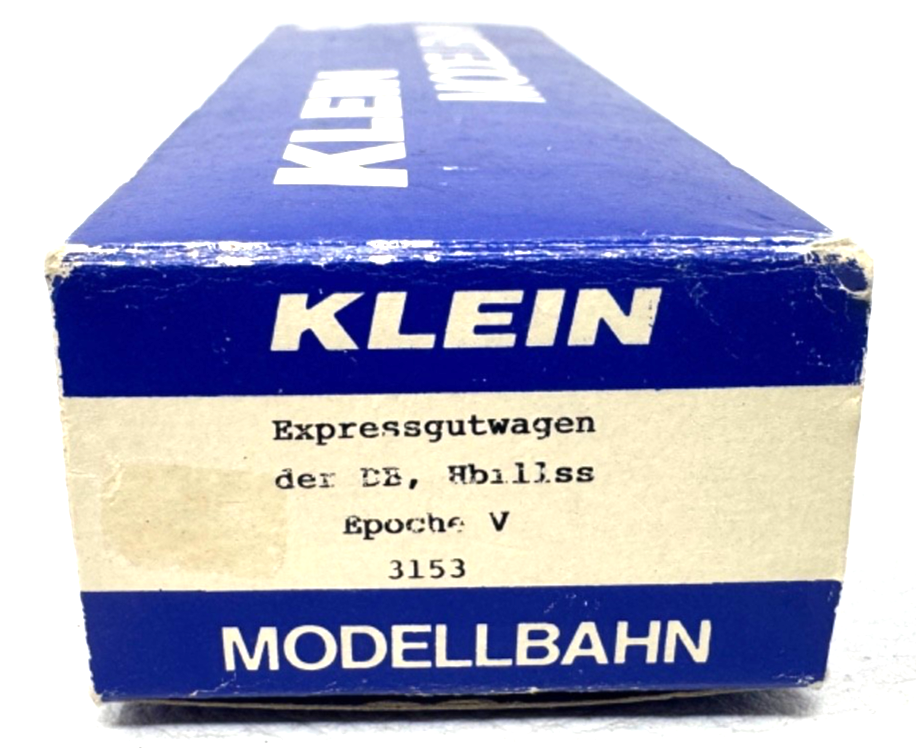 KLEIN
KLEIN
Expressgutwagen
der DB, Hbillss
Epoche V
3153
MODELLBAHN